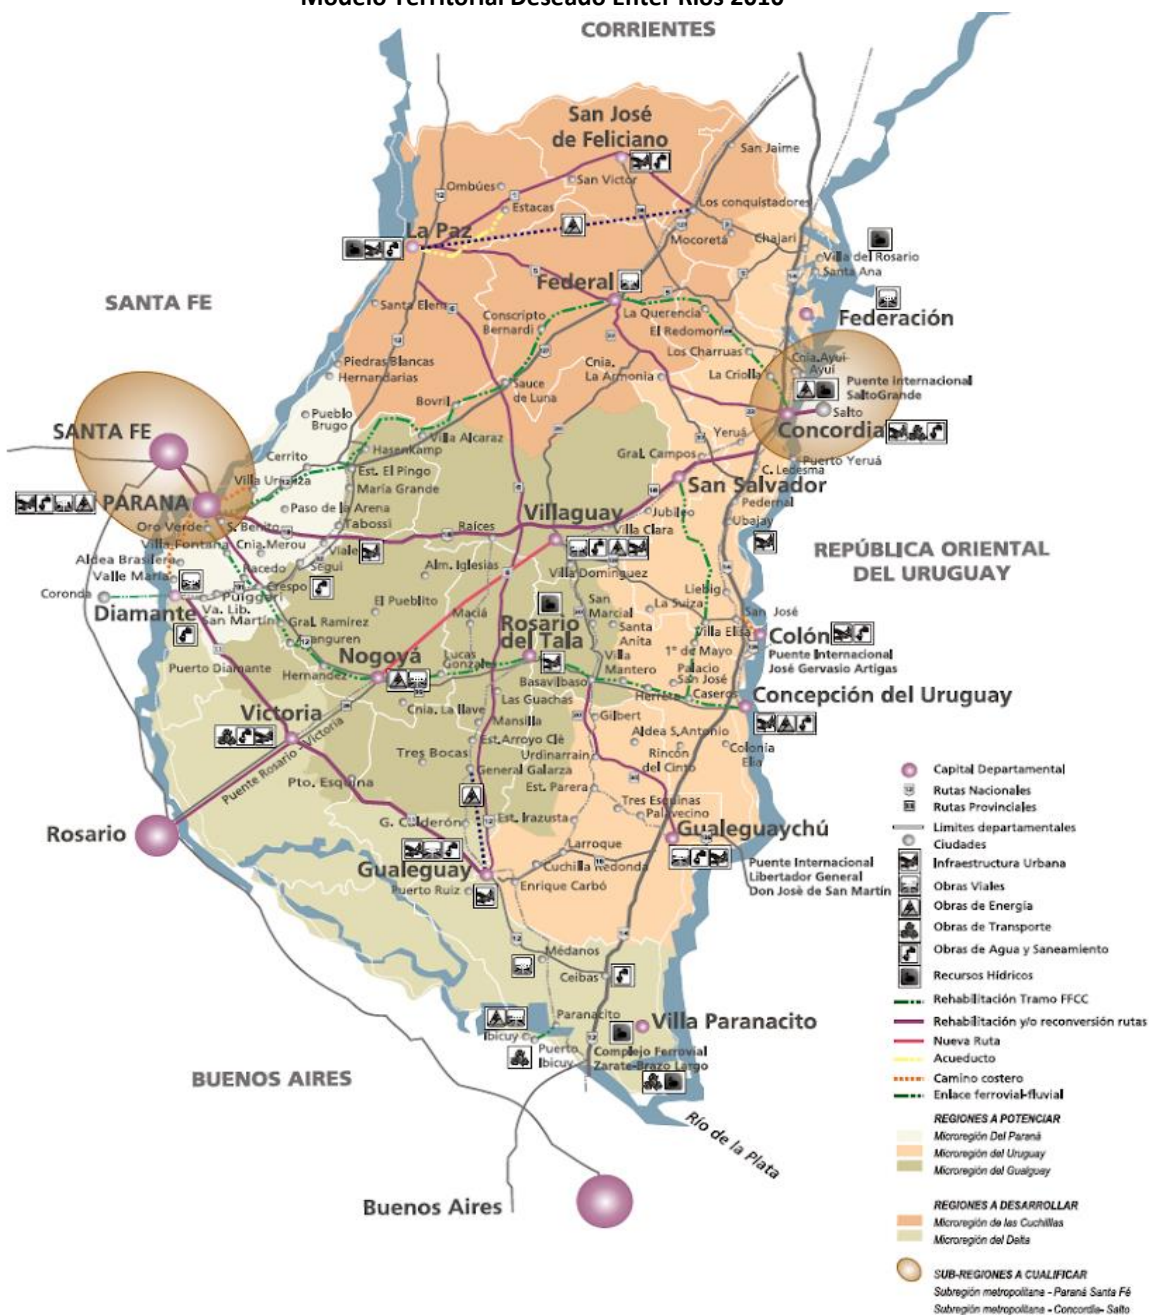 Modelo Territorial Deseado Enter Ríos 2016
CORRIENTES
San José
de Feliciano
San Jaime
San Victor
Ombúes
Estacas
Los conquistadores
La Paz
Mocoretá
Chajarí
Villa del Rosario
Santa Ana
SANTA FE
Federal
Santa Elena
La Querencia
Federación
Conscripto
Bernardi
El Redomon
Los Charruas
Cnia. Ayui-
Ayui
Piedras Blancas
Hernandarias
Cnia.
La Armonia
La Criolla
Puente internacional
SaltoGrande
Sauce
de Luna
Salto
Bovril
Pueblo
Brugo
Concordia
SANTA FE
Villa Alcaraz
Yeruá
Hasenkamp
Puerto Yeruá
Cerrito
Gral. Campos
C. Ledesma
Est. El Pingo
Villa Urquiza
María Grande
San Salvador
PARANA
Pedernal
Paso de la Arena
Villaguay
Jubileo
Oro Verde
S. Benito
Tabossi
Raíces
Villa Clara
Ubajay
Villa Fontana
Cnia.Merou
Viale
REPÚBLICA ORIENTAL
DEL URUGUAY
Aldea Brasilera
Racedo
Segui
Alm. Iglesias
Villa Dominguez
Valle María
Crespo
Liebig
Coronda
Puiggari
El Pueblito
San
Marcial
La Suiza
San José
Diamante
Va. Lib.
San Martín
Gral. Ramirez
Maciá
Rosario
del Tala
Santa
Anita
Villa Elisa
Colón
Aranguren
1º de Mayo
Puente Internacional
José Gervasio Artigas
Nogoyá
Lucas
Gonzalez
Villa
Mantero
Palacio
San José
Puerto Diamante
Hernandez
Basavilbaso
Caseros
Herrera
Concepción del Uruguay
Las Guachas
Victoria
Cnia. La llave
Gilbert
Mansilla
Aldea S.Antonio
Est.Arroyo Clé
Colonia
Elia
Puente Rosario - Victoria
Tres Bocas
Urdinarrain
Rincón
del Cinto
General Galarza
Pto. Esquina
Est. Parera
Capital Departamental
Rutas Nacionales
Rutas Provinciales
Tres Esquinas
Palavecino
Rosario
G. Calderón
Est. Irazusta
Gualeguaychú
Limites departamentales
Ciudades
Larroque
Puente Internacional
Libertador General
Don Josè de San Martín
Infraestructura Urbana
Gualeguay
Cuchilla Redonda
Puerto Ruiz
Enrique Carbó
Obras Viales
Obras de Energía
Obras de Transporte
Médanos
Obras de Agua y Saneamiento
Ceibas
Recursos Hídricos
Rehabilitación Tramo FFCC
Paranacito
Villa Paranacito
Rehabilitación y/o reconversión rutas
Ibicuy
Nueva Ruta
Puerto
Ibicuy
Complejo Ferrovial
Zarate-Brazo Largo
Acueducto
BUENOS AIRES
Camino costero
Enlace ferrovial-fluvial
REGIONES A POTENCIAR
Río de la Plata
Microregión Del Paraná
Microregión del Uruguay
Microregión del Gualguay
Buenos Aires
REGIONES A DESARROLLAR
Microregión de las Cuchilllas
Microregión del Delta
SUB-REGIONES A CUALIFICAR
Subregión metropolitana - Paraná Santa Fé
Subregión metropolitana - Concordia- Salto